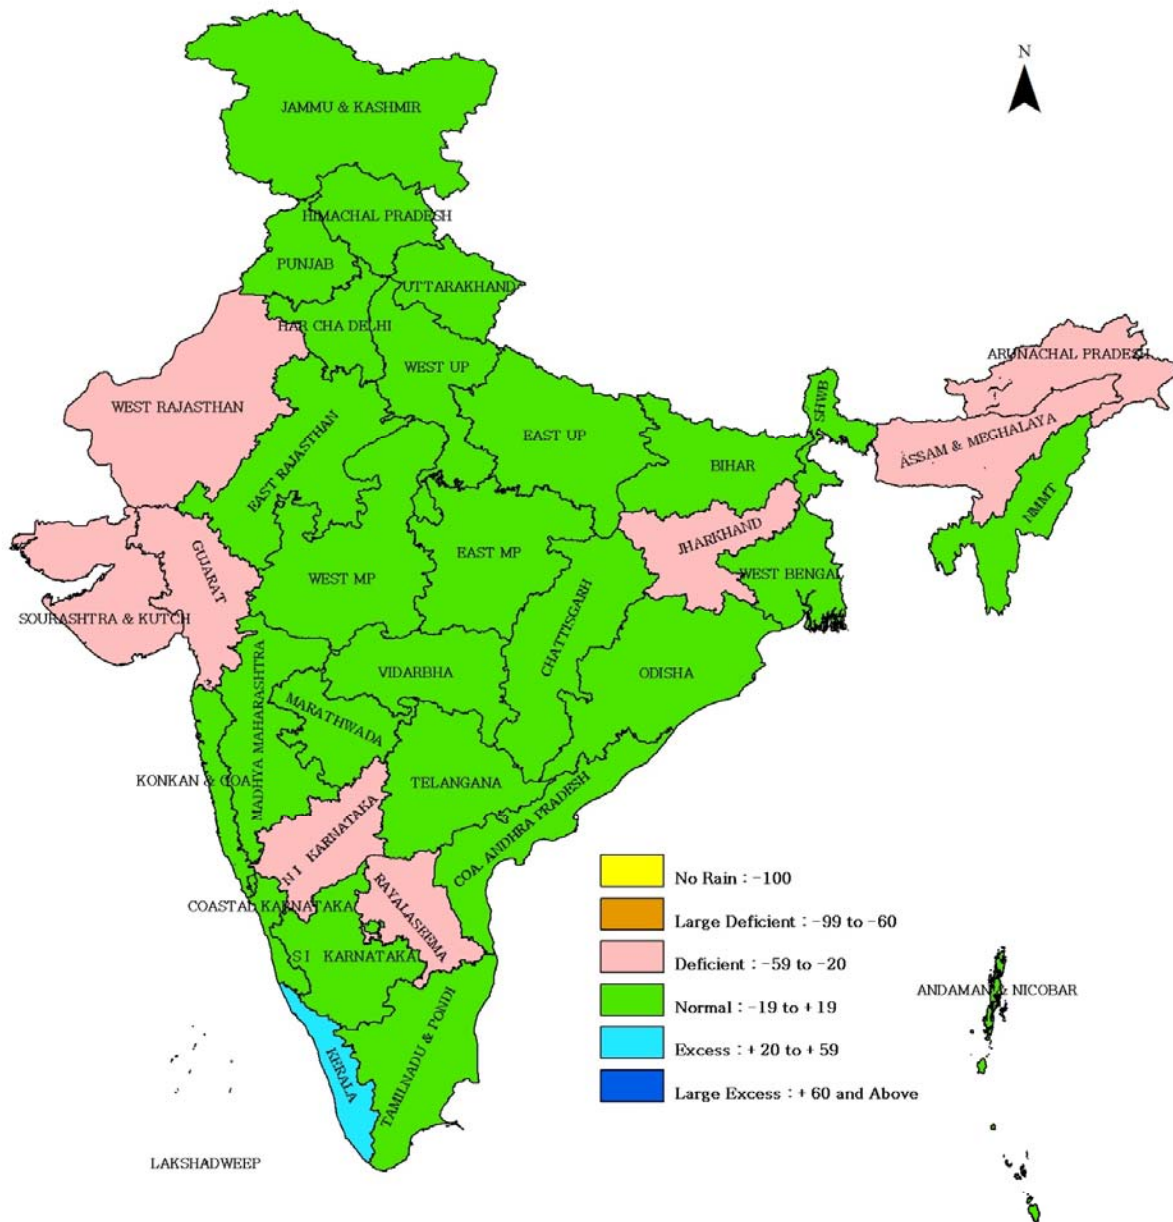 N
JAMMU & KASHMIR
HIMACHAL PRADESH
PUNJAB
UTTARAKHAND
HAR CHA DELHI
ARUNACHAL PRADESH
WEST UP
SHWB
WEST RAJASTHAN
EAST RAJASTHAN
EAST UP
ASSAM & MEGHALAYA
BIHAR
NMMT
JHARKHAND
GUJARAT
EAST MP
WEST MP
WEST BENGAL
SOURASHTRA & KUTCH
CHATTISGARH
VIDARBHA
ODISHA
MADHYA MAHARASHTRA
MARATHWADA
KONKAN & GOA
TELANGANA
COA. ANDHRA PRADESH
N I KARNATAKA
No Rain : -100
COASTAL KARNATAKA
RAYALASEEMA
Large Deficient : -99 to -60
S I KARNATAKA
Deficient : -59 to -20
ANDAMAN & NICOBAR
Normal : -19 to +19
TAMILNADU & PONDI
Excess : +20 to +59
KERALA
Large Excess : +60 and Above
LAKSHADWEEP